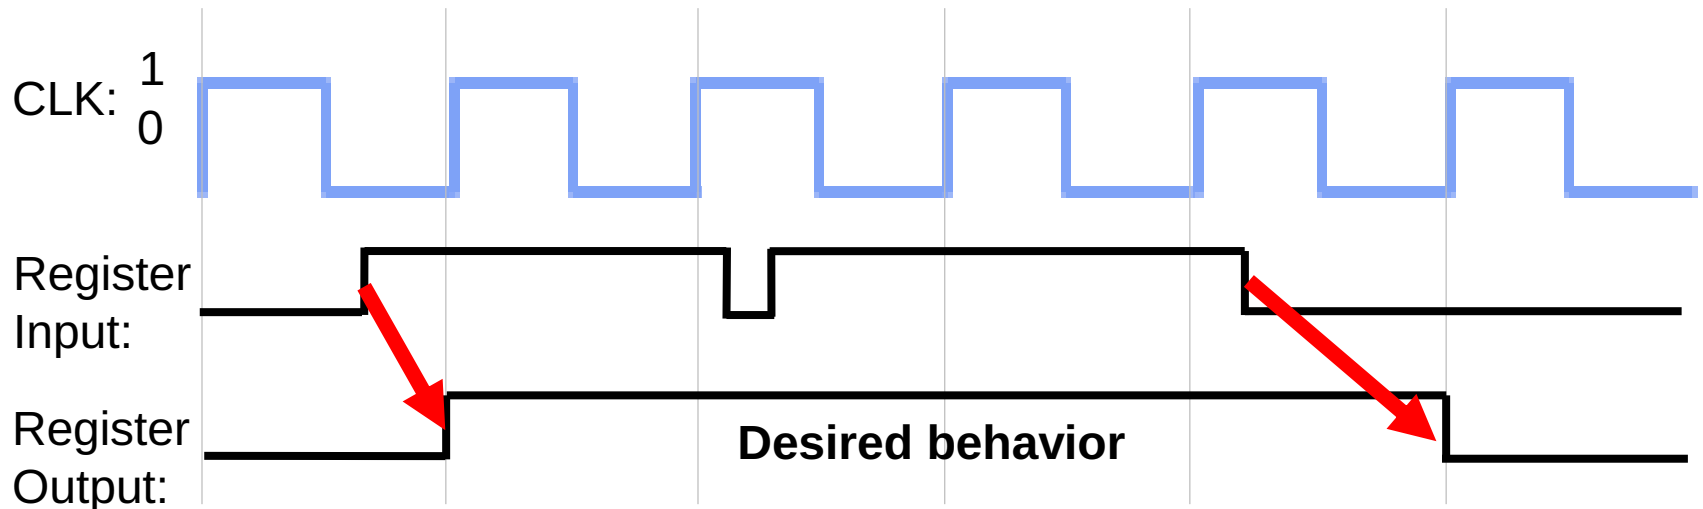 CLK:
1
0
Register
Input:
Register
Output:
Desired behavior